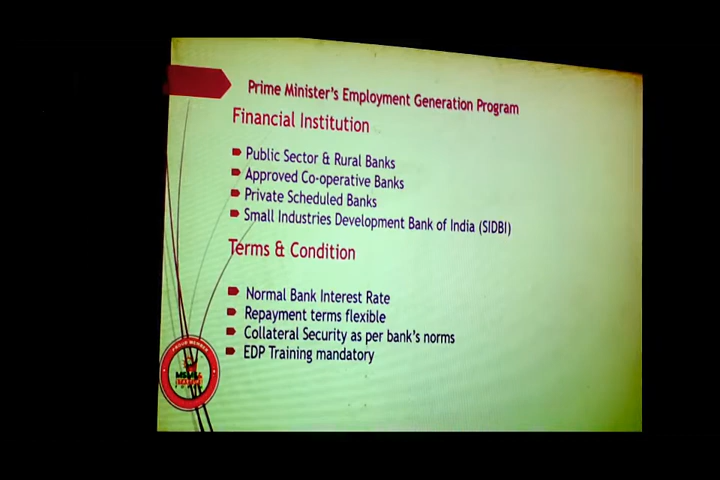 Prime Minister's Employment Generation Program
Financial Institution
Public Sector & Rural Banks
Approved Co-operative Banks
Private Scheduled Banks
Small Industries Development Bank of India (SIDBI)
Terms & Condition
Normal Bank Interest Rate
Repayment terms flexible
Collateral Security as per bank's norms
EDP Training mandatory
PROUD MEMBER